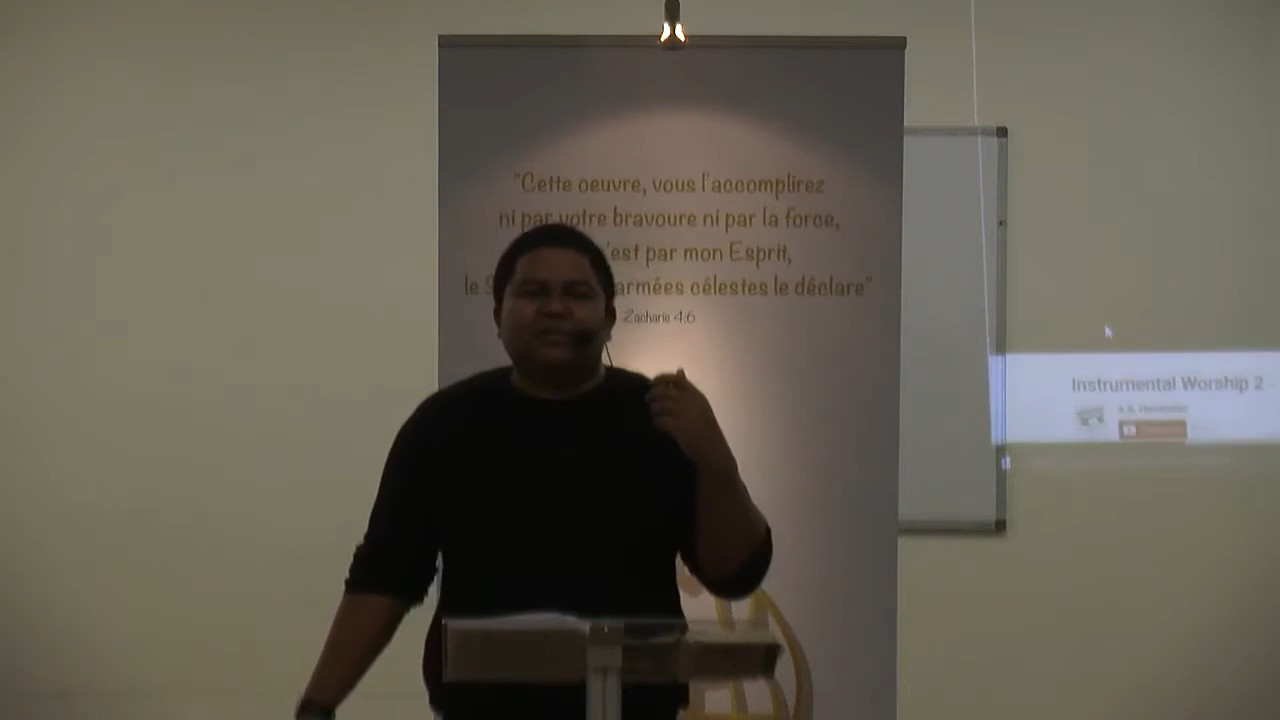 "Cette oeuvre, vous l'accomplirez
ni par votre bravoure ni par la force,
'est par mon Esprit,
le armées célestes le déclare"
Zacharie 4:6
Instrumental Worship 2